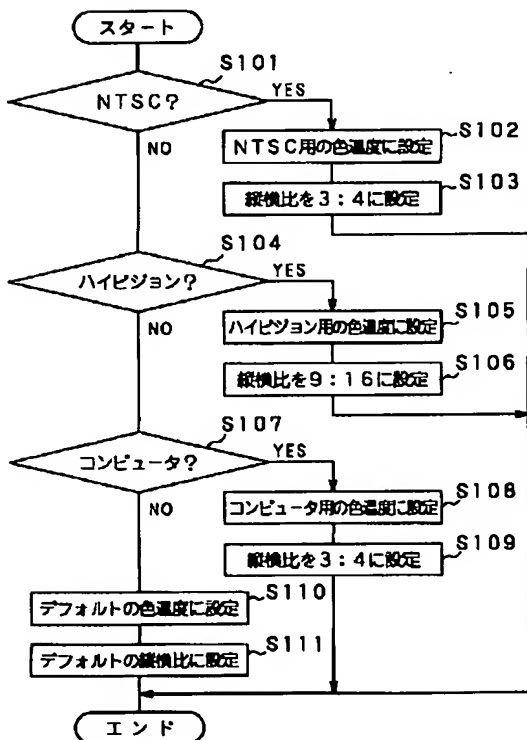 スタート
S101
NTSC?
YES
NO
S102
NTSC用の色温度に設定
S103
縦横比を3:4に設定
S104
ハイビジョン?
YES
NO
S105
ハイビジョン用の色温度に設定
S106
縦横比を9:16に設定
S107
コンピュータ?
YES
NO
S108
コンピュータ用の色温度に設定
S109
縦横比を3:4に設定
S110
デフォルトの色温度に設定
S111
デフォルトの縦横比に設定
エンド